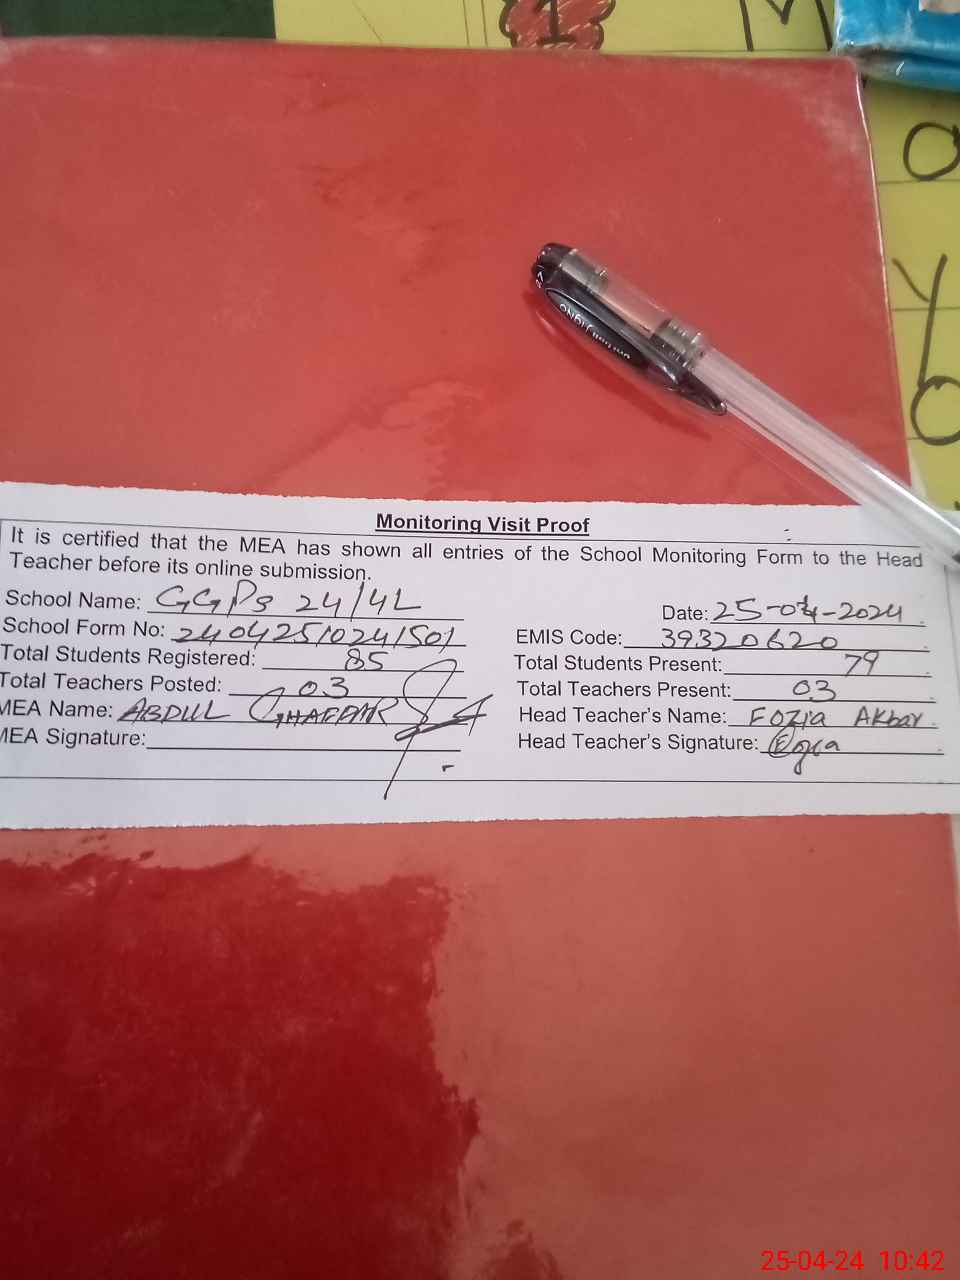 1
M
a
Monitoring Visit Proof
It is certified that the MEA has shown all entries of the School Monitoring Form to the Head
Teacher before its online submission.
School Name: GGPS 24/4L
Date: 25-04-2024
School Form No: 24042510241501
EMIS Code: 39320620
Total Students Registered: 85
Total Students Present: 79
Total Teachers Posted: 03
Total Teachers Present: 03
MEA Name: ABDUL GHAFFAR
Head Teacher's Name: Fozia Akbar
MEA Signature:
Head Teacher's Signature: Fozia
25-04-24 10:42